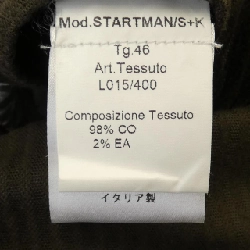 Mod.STARTMAN/S+K
Tg.46
Art.Tessuto
L015/400
Composizione Tessuto
98% CO
2% EA
イタリア製